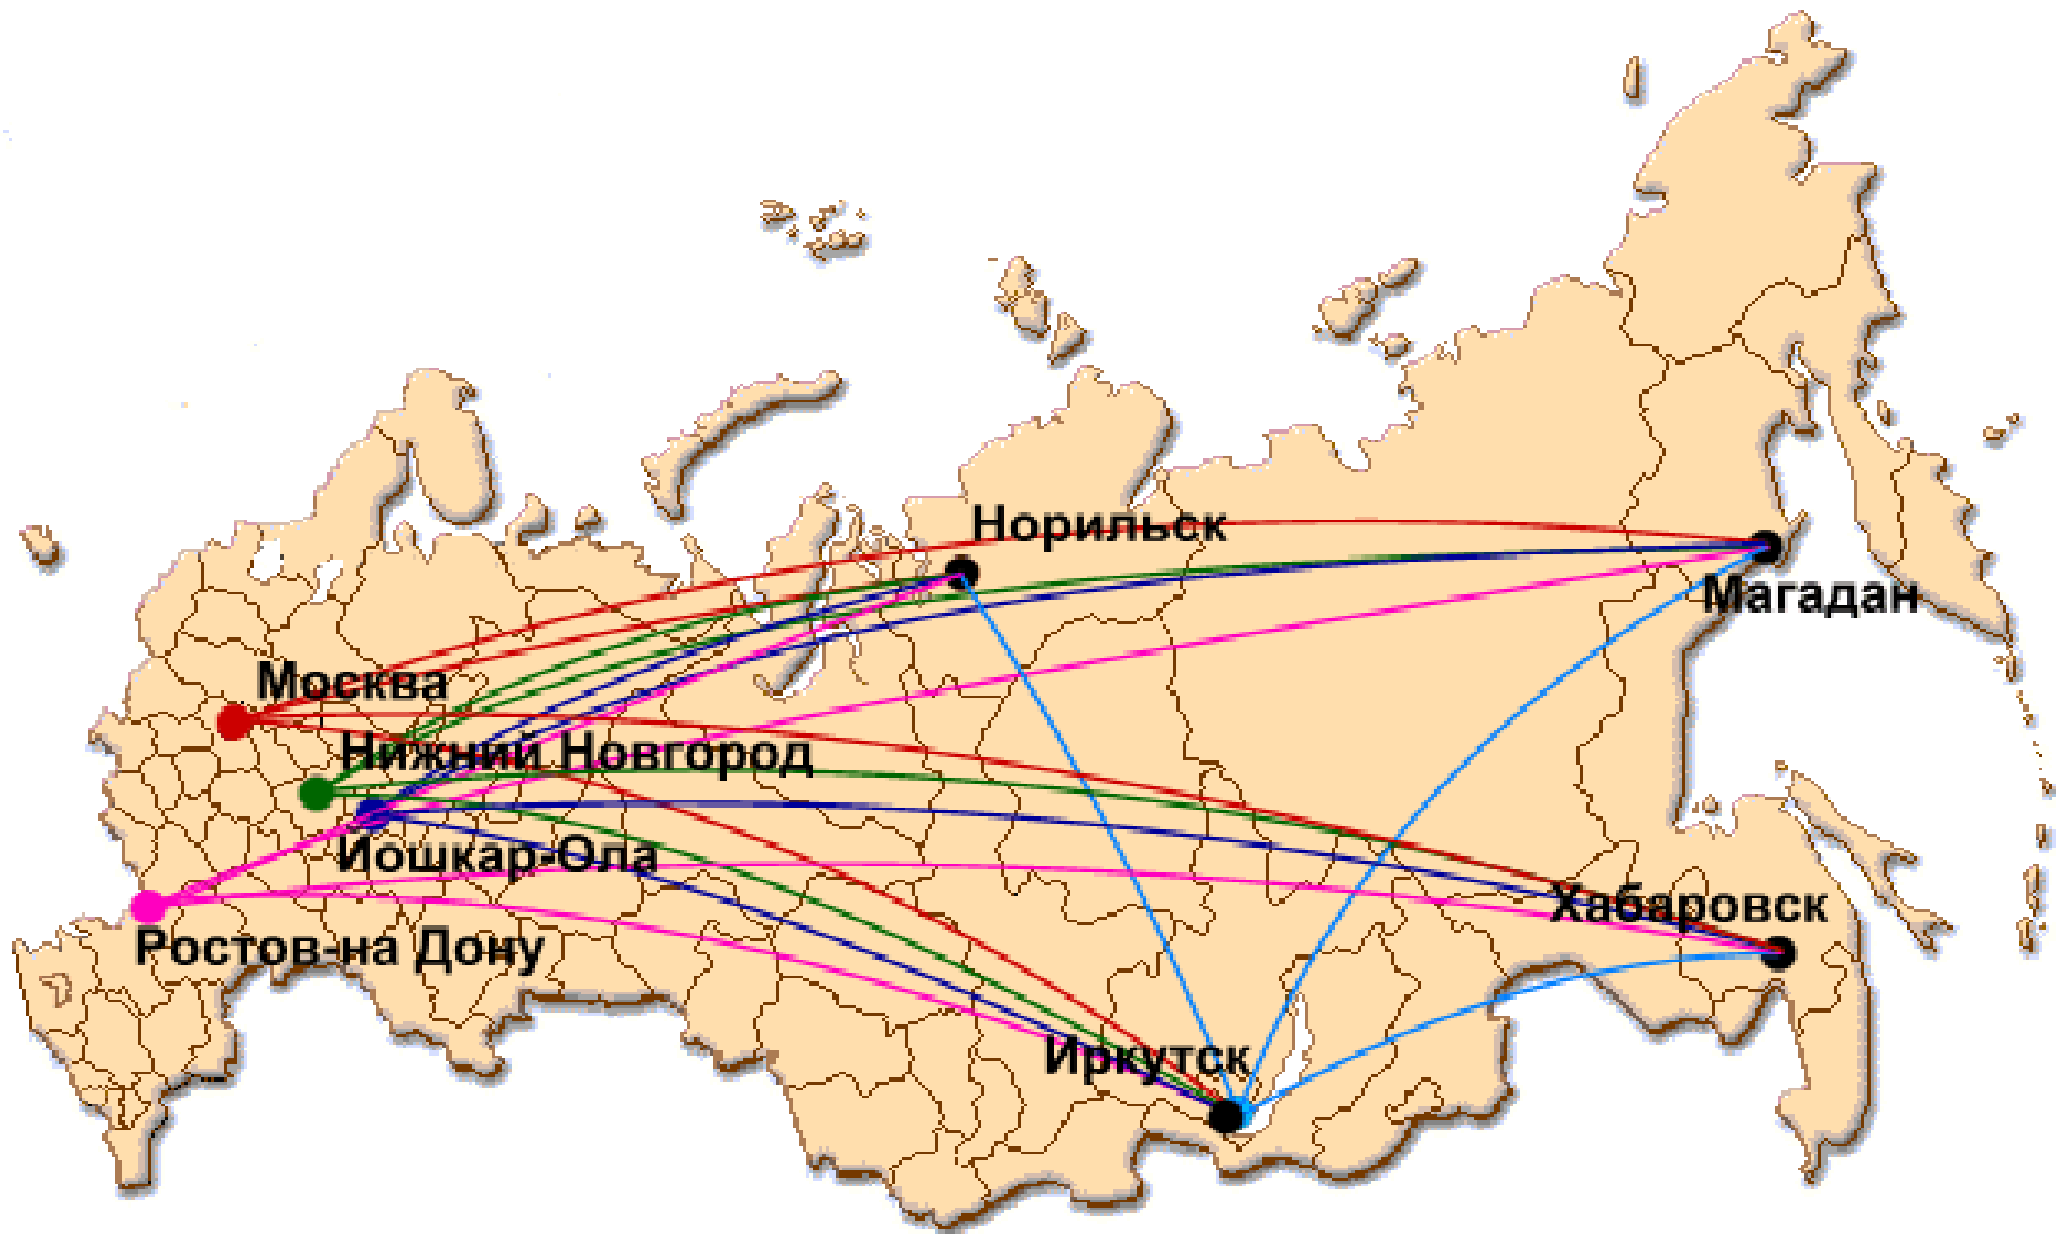 Норильск
Магадан
Москва
Нижний Новгород
Йошкар-Ола
Хабаровск
Ростов-на Дону
Иркутск